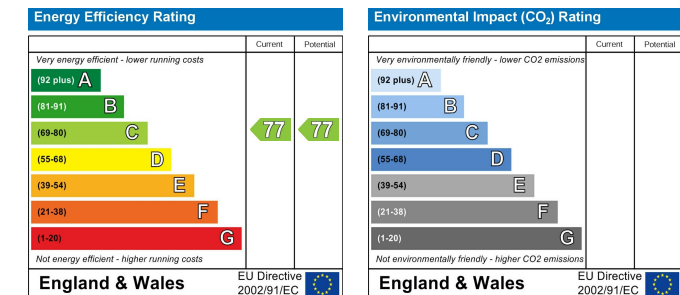 Energy Efficiency Rating
Current Potential
Very energy efficient - lower running costs
(92 plus) A
(81-91) B
(69-80) C 77 77
(55-68) D
(39-54) E
(21-38) F
(1-20) G
Not energy efficient - higher running costs
England & Wales
EU Directive
2002/91/EC
Environmental Impact (CO₂) Rating
Current Potential
Very environmentally friendly - lower CO2 emissions
(92 plus) A
(81-91) B
(69-80) C
(55-68) D
(39-54) E
(21-38) F
(1-20) G
Not environmentally friendly - higher CO2 emissions
England & Wales
EU Directive
2002/91/EC